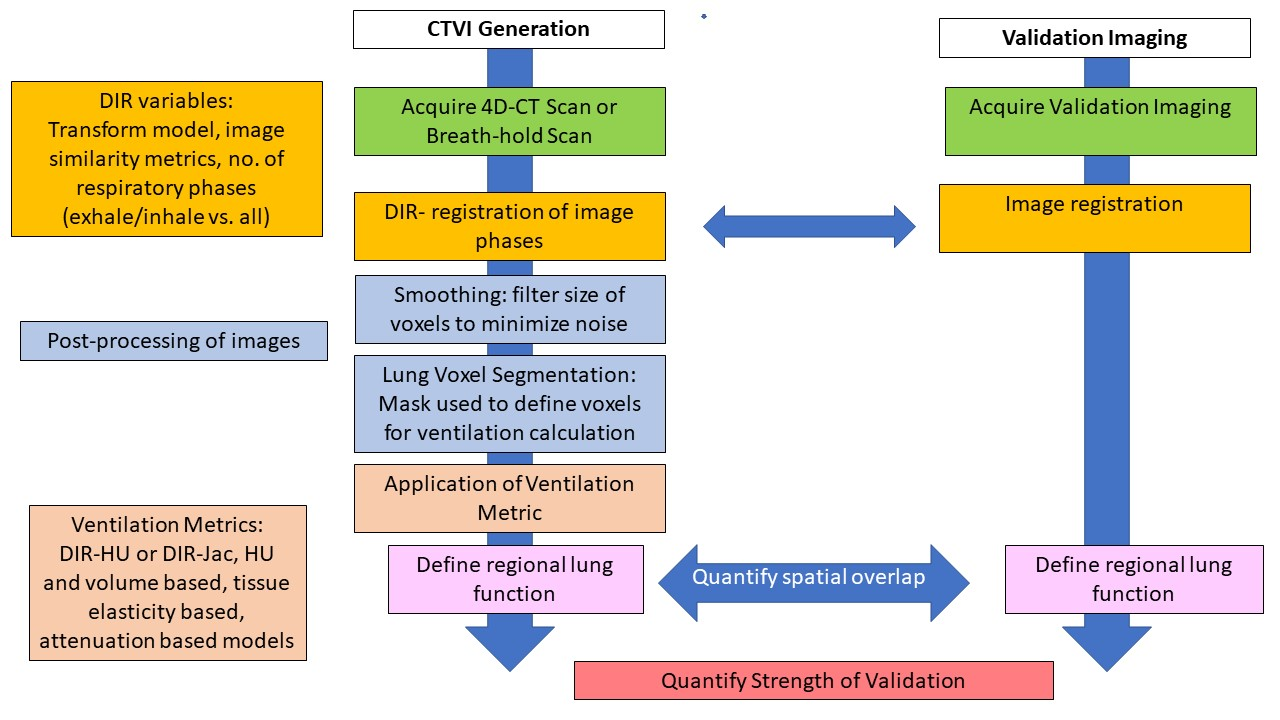 CTVI Generation
Validation Imaging
DIR variables:
Transform model, image
similarity metrics, no. of
respiratory phases
(exhale/inhale vs. all)
Acquire 4D-CT Scan or
Breath-hold Scan
Acquire Validation Imaging
DIR- registration of image
phases
Image registration
Smoothing: filter size of
voxels to minimize noise
Post-processing of images
Lung Voxel Segmentation:
Mask used to define voxels
for ventilation calculation
Application of Ventilation
Metric
Ventilation Metrics:
DIR-HU or DIR-Jac, HU
and volume based, tissue
elasticity based,
attenuation based models
Define regional lung
function
Quantify spatial overlap
Define regional lung
function
Quantify Strength of Validation